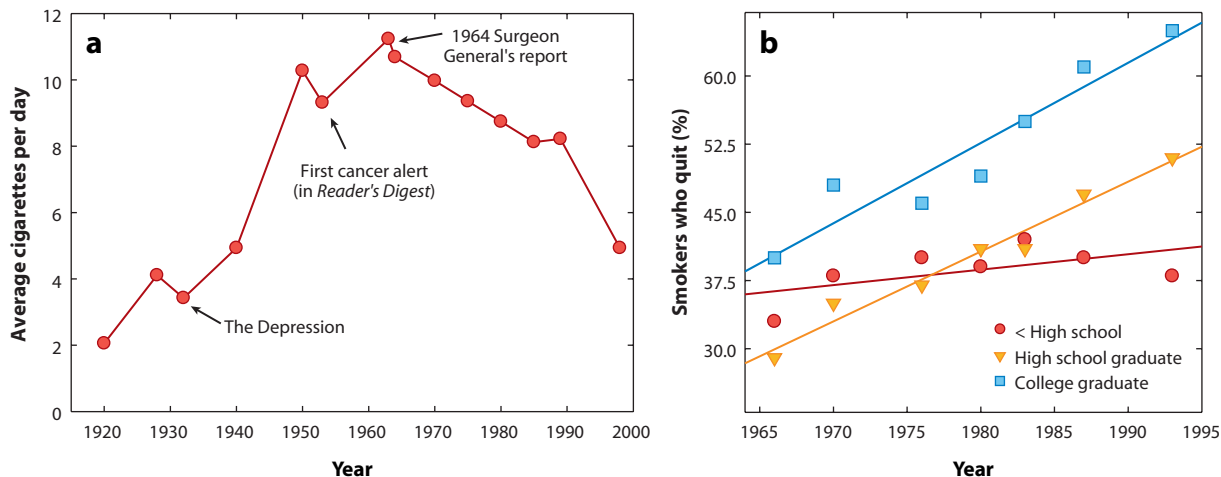 a
Average cigarettes per day
12
10
8
6
4
2
0
1964 Surgeon
General's report
First cancer alert
(in Reader's Digest)
The Depression
1920 1930 1940 1950 1960 1970 1980 1990 2000
Year
b
Smokers who quit (%)
60.0
52.5
45.0
37.5
30.0
< High school
High school graduate
College graduate
1965 1970 1975 1980 1985 1990 1995
Year